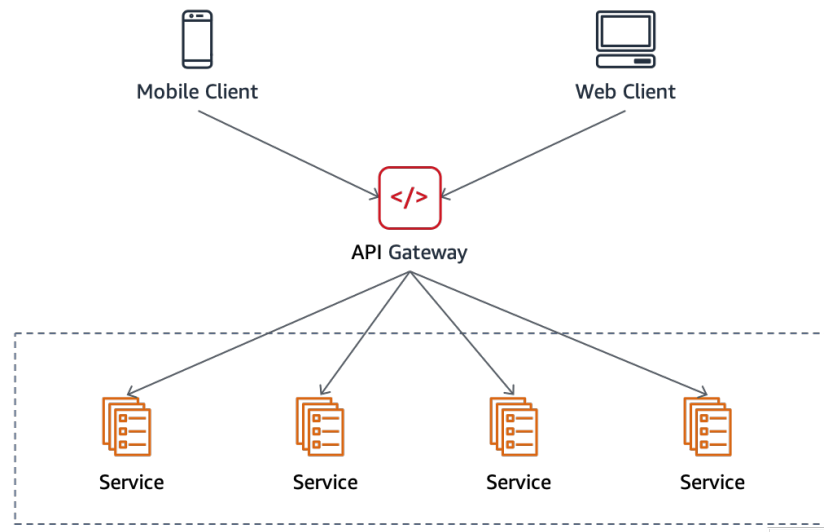 Mobile Client
Web Client
</>
API Gateway
Service
Service
Service
Service